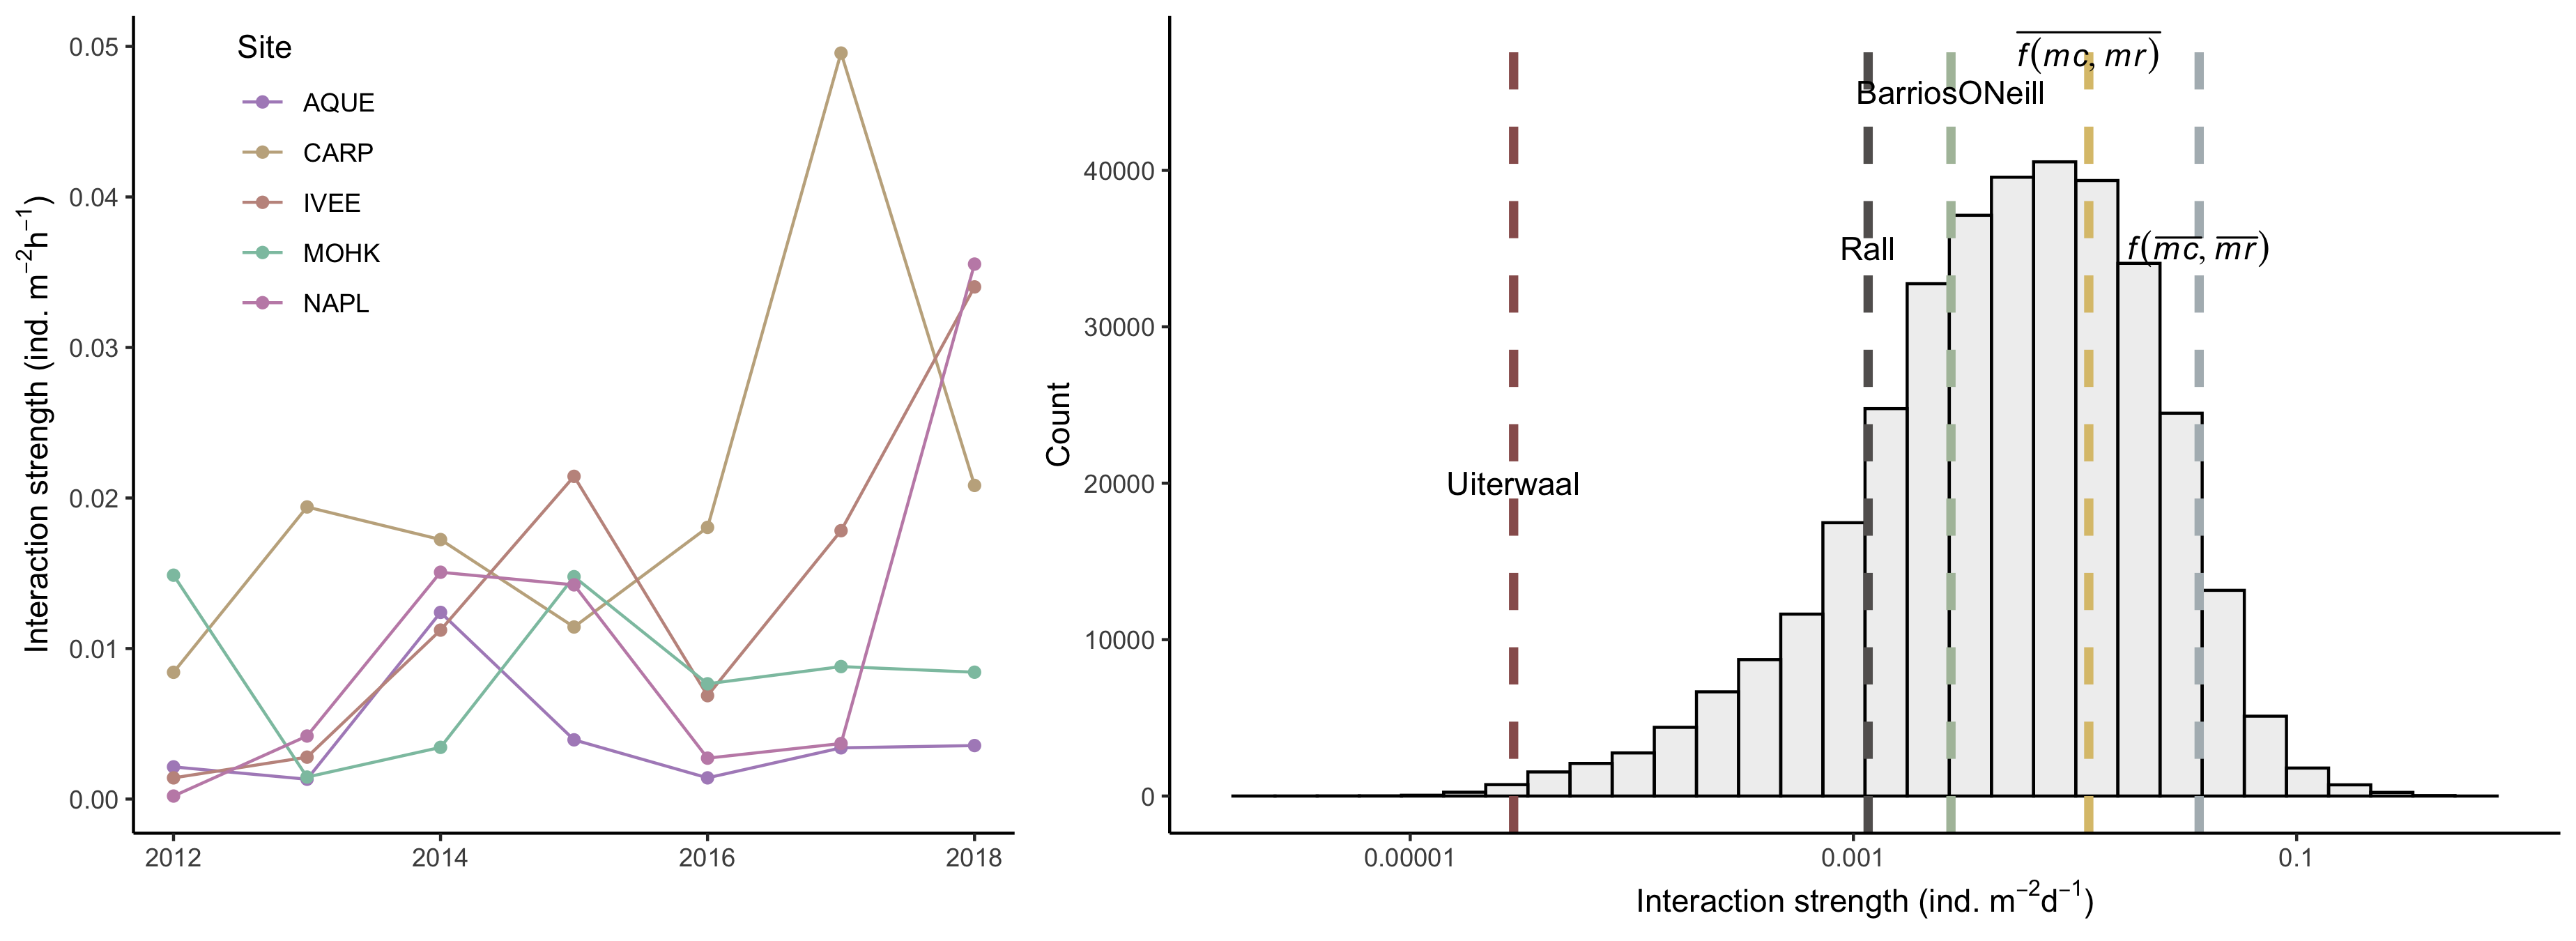 Interaction strength (ind. m⁻²h⁻¹)
0.05
0.04
0.03
0.02
0.01
0.00
2012
2014
2016
2018
Site
AQUE
CARP
IVEE
MOHK
NAPL
Count
40000
30000
20000
10000
0
0.00001
0.001
0.1
Interaction strength (ind. m⁻²d⁻¹)
f(mc, mr)
BarriosONeill
Rall
f(mc, mr)
Uiterwaal